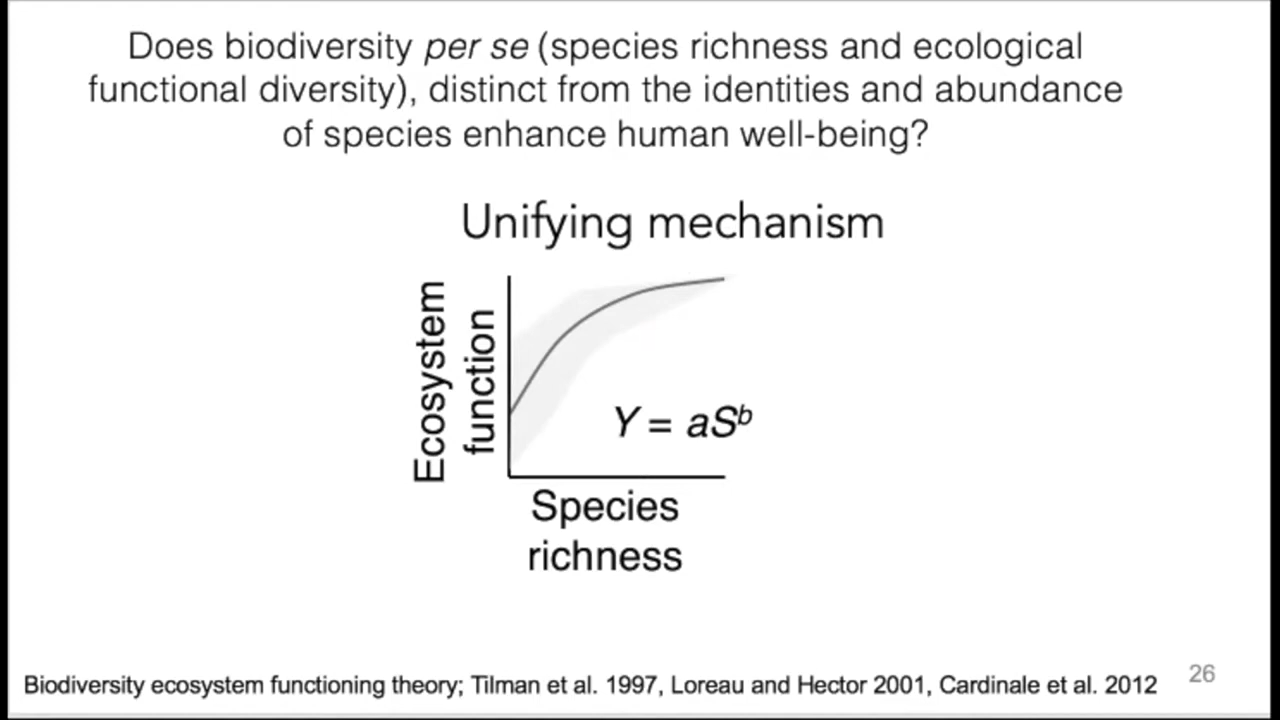 Does biodiversity per se (species richness and ecological
functional diversity), distinct from the identities and abundance
of species enhance human well-being?
Unifying mechanism
Ecosystem
function
Y = aSᵇ
Species
richness
Biodiversity ecosystem functioning theory; Tilman et al. 1997, Loreau and Hector 2001, Cardinale et al. 2012
26